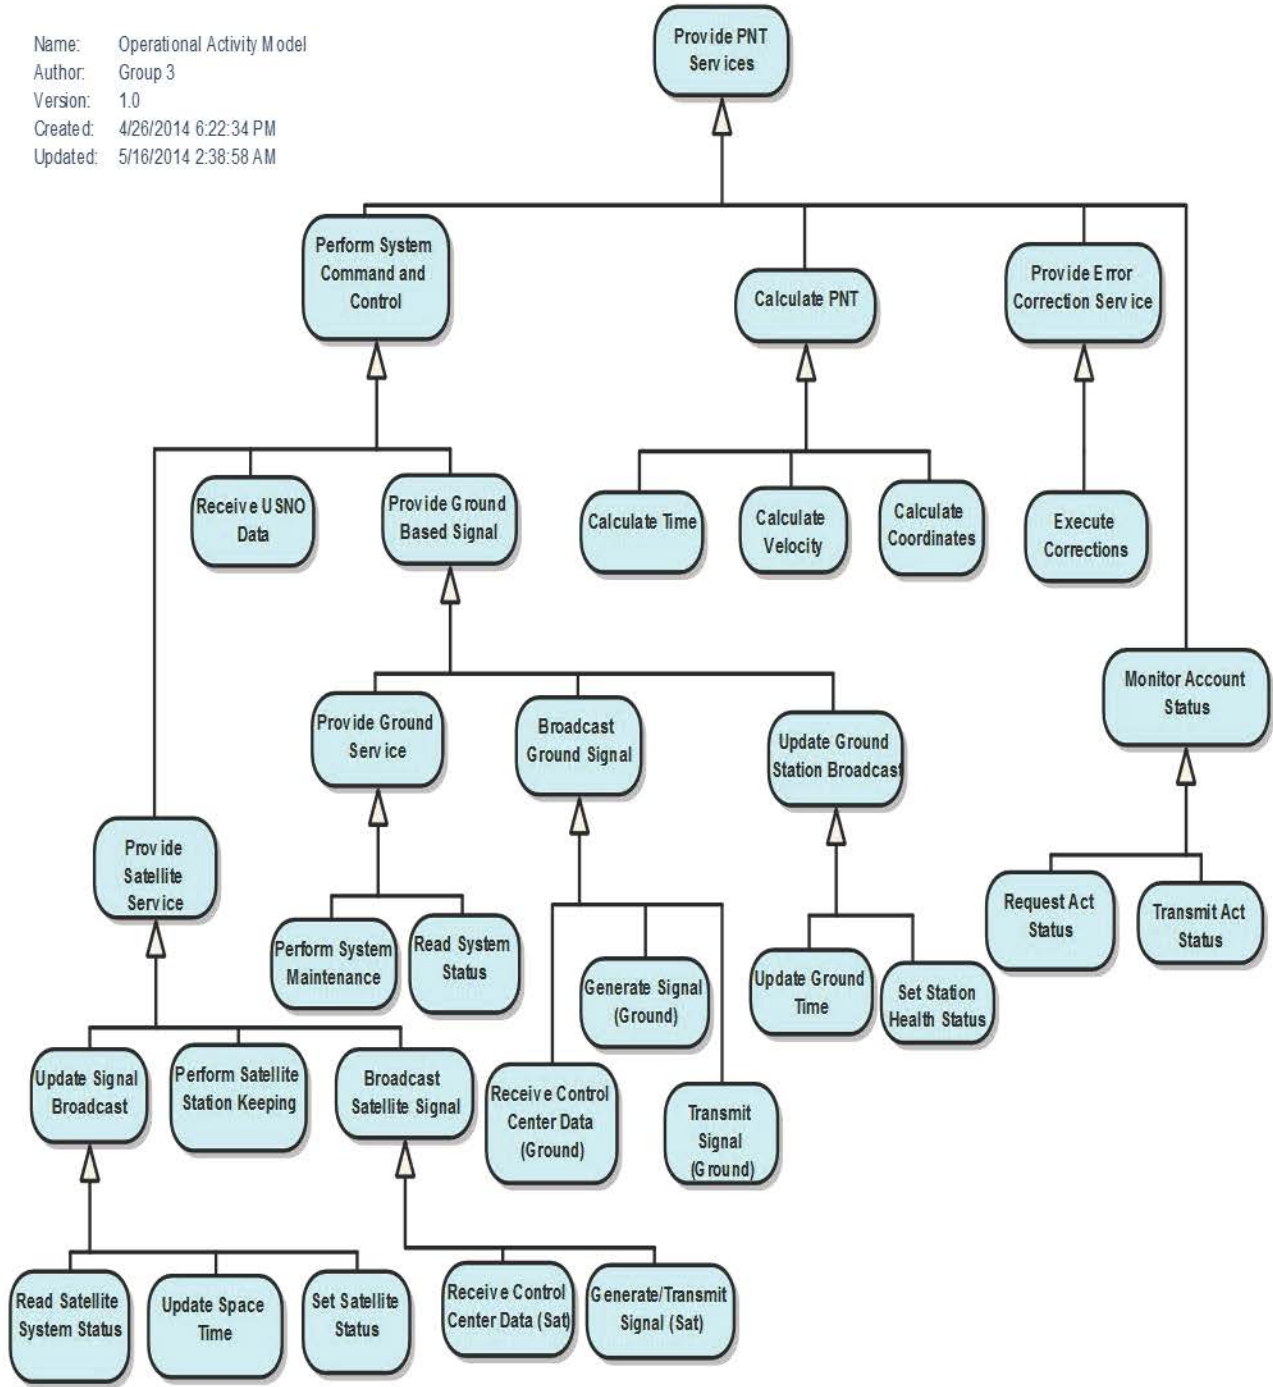 Name: Operational Activity Model
Author: Group 3
Version: 1.0
Created: 4/26/2014 6:22:34 PM
Updated: 5/16/2014 2:38:58 AM
Provide PNT
Services
Perform System
Command and
Control
Calculate PNT
Provide Error
Correction Service
Receive USNO
Data
Provide Ground
Based Signal
Calculate Time
Calculate
Velocity
Calculate
Coordinates
Execute
Corrections
Monitor Account
Status
Provide Ground
Service
Broadcast
Ground Signal
Update Ground
Station Broadcast
Provide
Satellite
Service
Perform System
Maintenance
Read System
Status
Generate Signal
(Ground)
Update Ground
Time
Set Station
Health Status
Request Act
Status
Transmit Act
Status
Update Signal
Broadcast
Perform Satellite
Station Keeping
Broadcast
Satellite Signal
Receive Control
Center Data
(Ground)
Transmit
Signal
(Ground)
Read Satellite
System Status
Update Space
Time
Set Satellite
Status
Receive Control
Center Data (Sat)
Generate/Transmit
Signal (Sat)